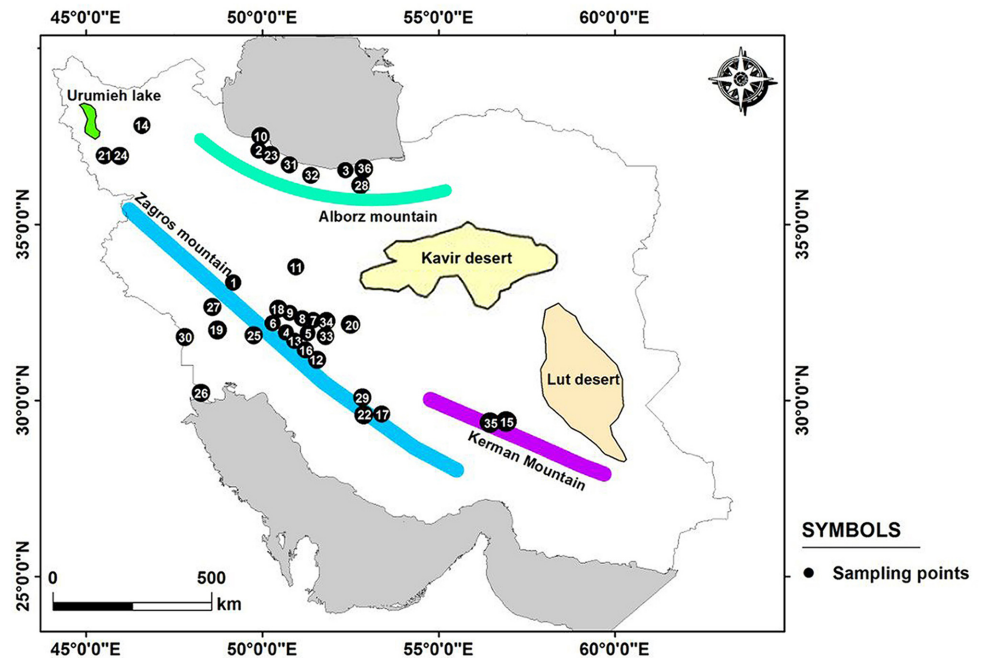 45°0'0"E 50°0'0"E 55°0'0"E 60°0'0"E
Urumieh lake
14
21 24
10
2 23
31
32
3 36
28
Alborz mountain
35°0'0"N 35°0'0"N
Zagros mountain
Kavir desert
11
1
27
19
30
25
26
18 9 8 7 34 20
6 4 5 33
13
16
12
29
22 17
Lut desert
35 15
Kerman Mountain
30°0'0"N 30°0'0"N
25°0'0"N 25°0'0"N
0 500
km
SYMBOLS
Sampling points
45°0'0"E 50°0'0"E 55°0'0"E 60°0'0"E